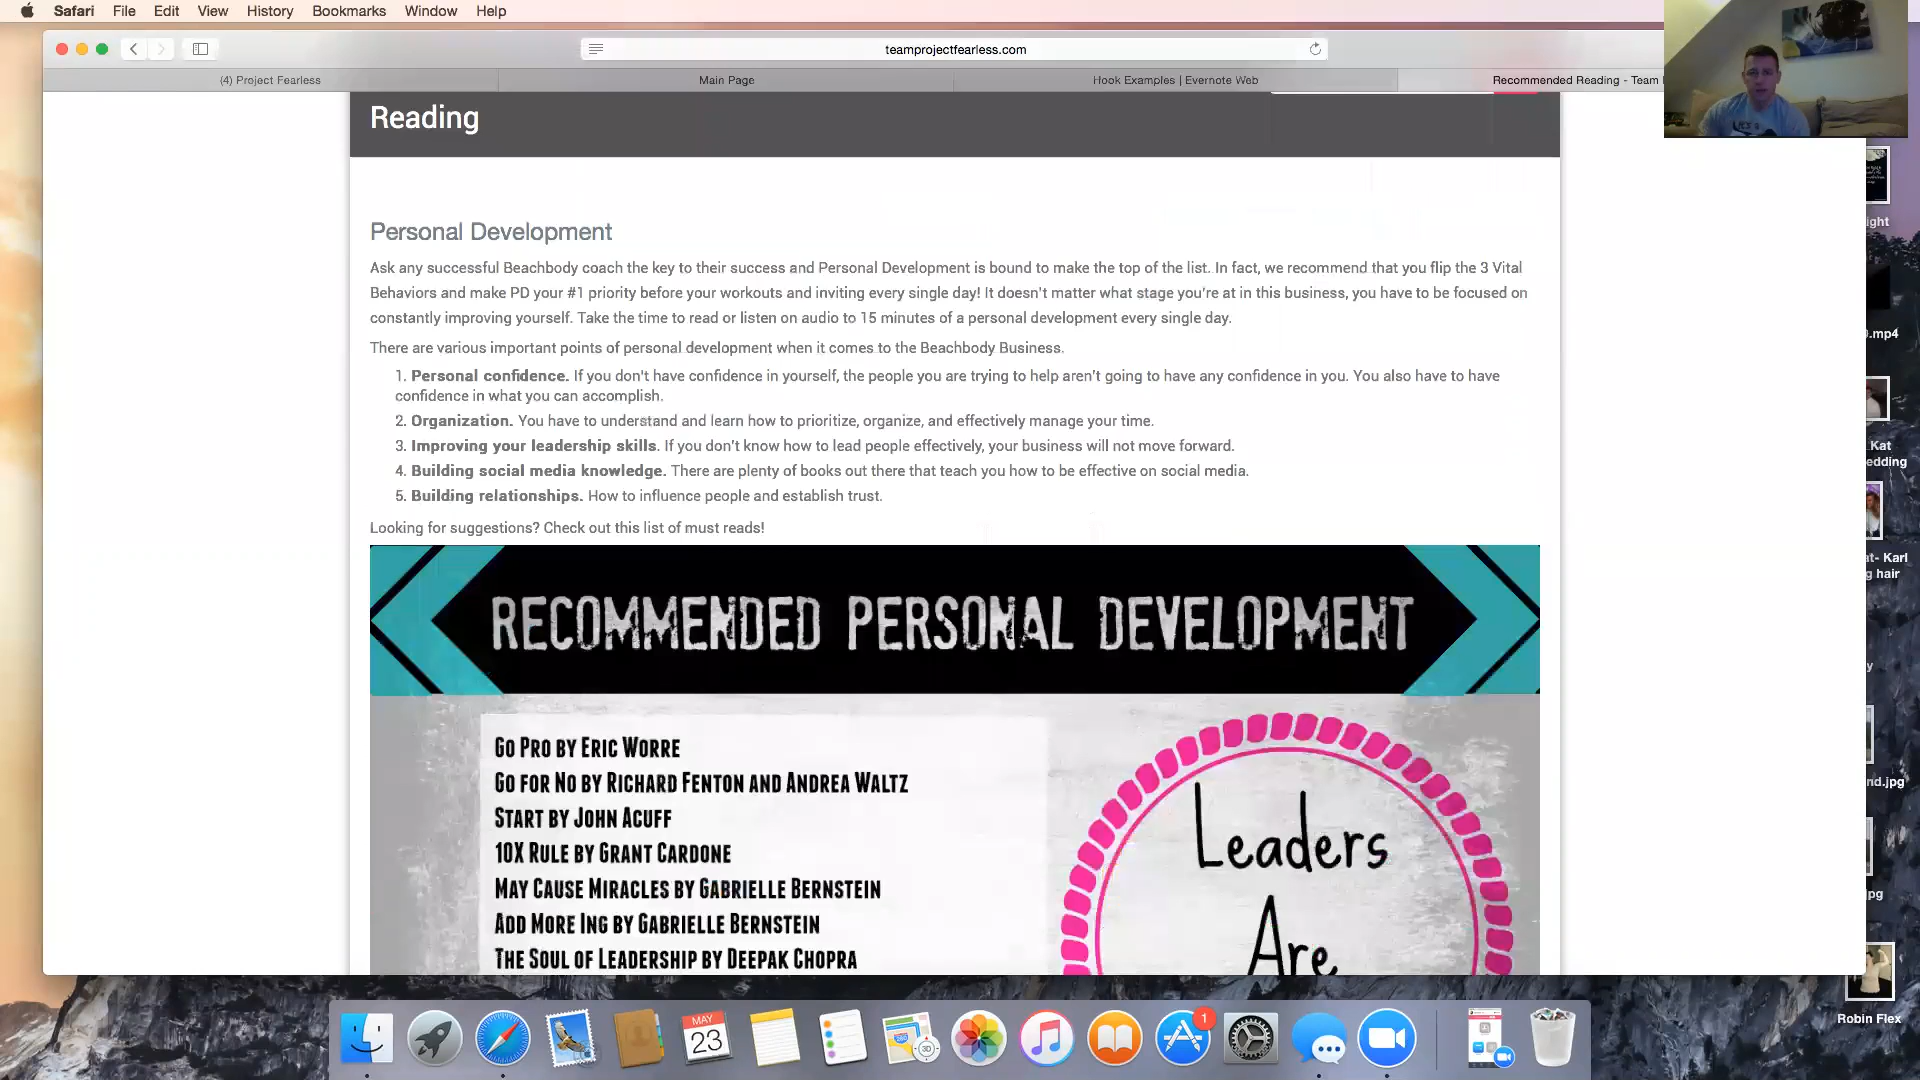 Safari File Edit View History Bookmarks Window Help
teamprojectfearless.com
(4) Project Fearless
Main Page
Hook Examples | Evernote Web
Recommended Reading - Team
Reading
Personal Development
Ask any successful Beachbody coach the key to their success and Personal Development is bound to make the top of the list. In fact, we recommend that you flip the 3 Vital
Behaviors and make PD your #1 priority before your workouts and inviting every single day! It doesn't matter what stage you're at in this business, you have to be focused on
constantly improving yourself. Take the time to read or listen on audio to 15 minutes of a personal development every single day.
There are various important points of personal development when it comes to the Beachbody Business.
1. Personal confidence. If you don't have confidence in yourself, the people you are trying to help aren't going to have any confidence in you. You also have to have
confidence in what you can accomplish.
2. Organization. You have to understand and learn how to prioritize, organize, and effectively manage your time.
3. Improving your leadership skills. If you don't know how to lead people effectively, your business will not move forward.
4. Building social media knowledge. There are plenty of books out there that teach you how to be effective on social media.
5. Building relationships. How to influence people and establish trust.
Looking for suggestions? Check out this list of must reads!
RECOMMENDED PERSONAL DEVELOPMENT
GO PRO BY ERIC WORRE
GO FOR NO BY RICHARD FENTON AND ANDREA WALTZ
START BY JOHN ACUFF
10X RULE BY GRANT CARDONE
MAY CAUSE MIRACLES BY GABRIELLE BERNSTEIN
ADD MORE ING BY GABRIELLE BERNSTEIN
THE SOUL OF LEADERSHIP BY DEEPAK CHOPRA
Leaders
Are
ight
.mp4
Kat
edding
at- Karl
g hair
y
nd.jpg
jpg
Robin Flex
MAY
23
1